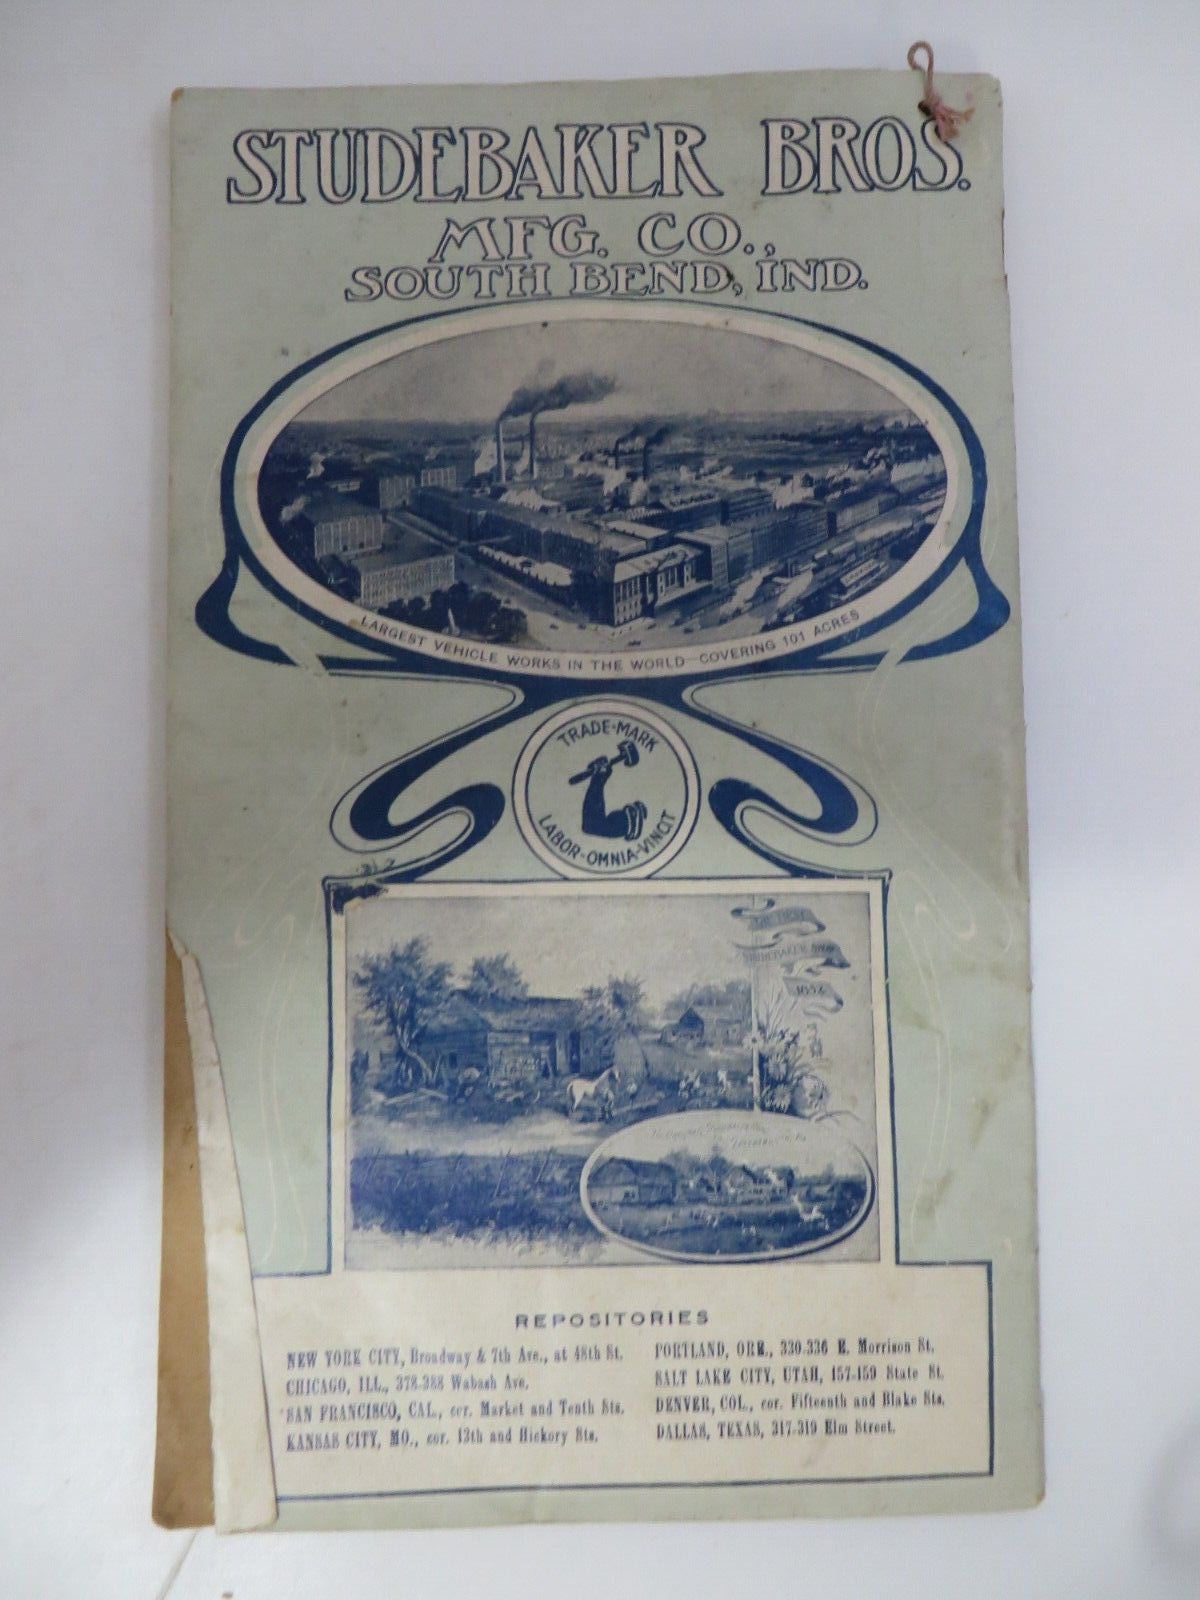 STUDEBAKER BROS.
MFG. CO.,
SOUTH BEND, IND.
LARGEST VEHICLE WORKS IN THE WORLD—COVERING 101 ACRES
TRADE-MARK
LABOR-OMNIA-VINCIT
STUDEBAKER SHOP
1852
REPOSITORIES
NEW YORK CITY, Broadway & 7th Ave., at 48th St.
CHICAGO, ILL., 378-388 Wabash Ave.
SAN FRANCISCO, CAL., cor. Market and Tenth Sts.
KANSAS CITY, MO., cor. 13th and Hickory Sts.
PORTLAND, ORE., 330-336 E. Morrison St.
SALT LAKE CITY, UTAH, 157-159 State St.
DENVER, COL., cor. Fifteenth and Blake Sts.
DALLAS, TEXAS, 317-319 Elm Street.